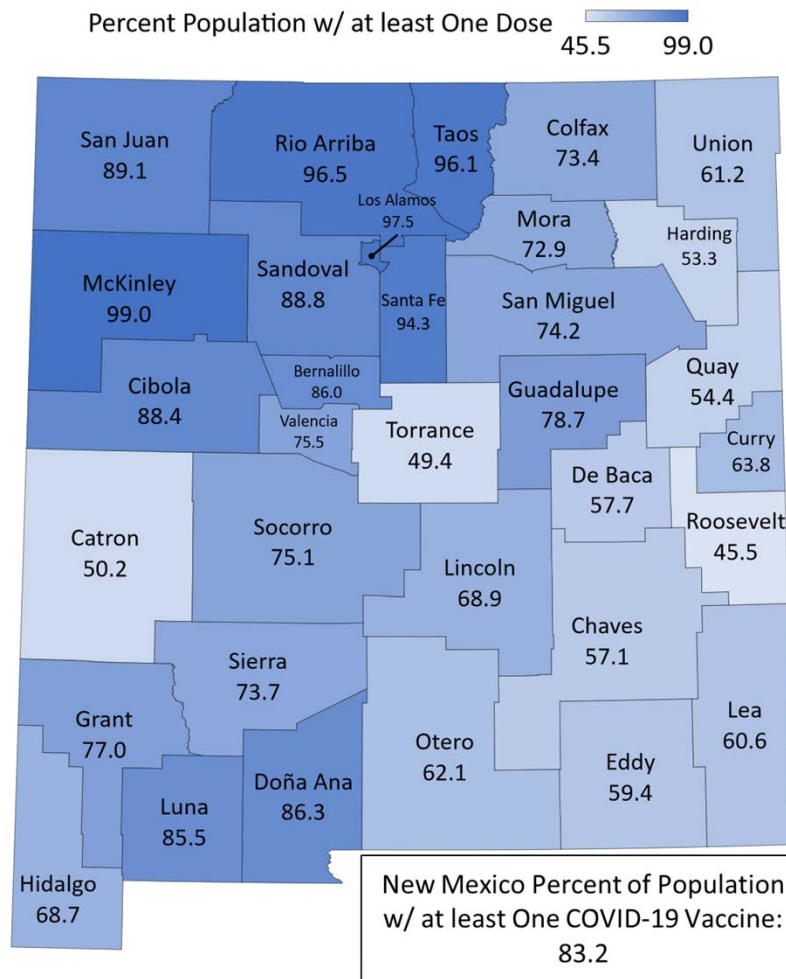 Percent Population w/ at least One Dose
45.5 99.0
San Juan
89.1
Rio Arriba
96.5
Taos
96.1
Colfax
73.4
Union
61.2
Los Alamos
97.5
Mora
72.9
Harding
53.3
McKinley
99.0
Sandoval
88.8
Santa Fe
94.3
San Miguel
74.2
Quay
54.4
Cibola
88.4
Bernalillo
86.0
Valencia
75.5
Torrance
49.4
Guadalupe
78.7
Curry
63.8
De Baca
57.7
Roosevelt
45.5
Catron
50.2
Socorro
75.1
Lincoln
68.9
Chaves
57.1
Sierra
73.7
Grant
77.0
Otero
62.1
Lea
60.6
Eddy
59.4
Luna
85.5
Doña Ana
86.3
Hidalgo
68.7
New Mexico Percent of Population
w/ at least One COVID-19 Vaccine:
83.2